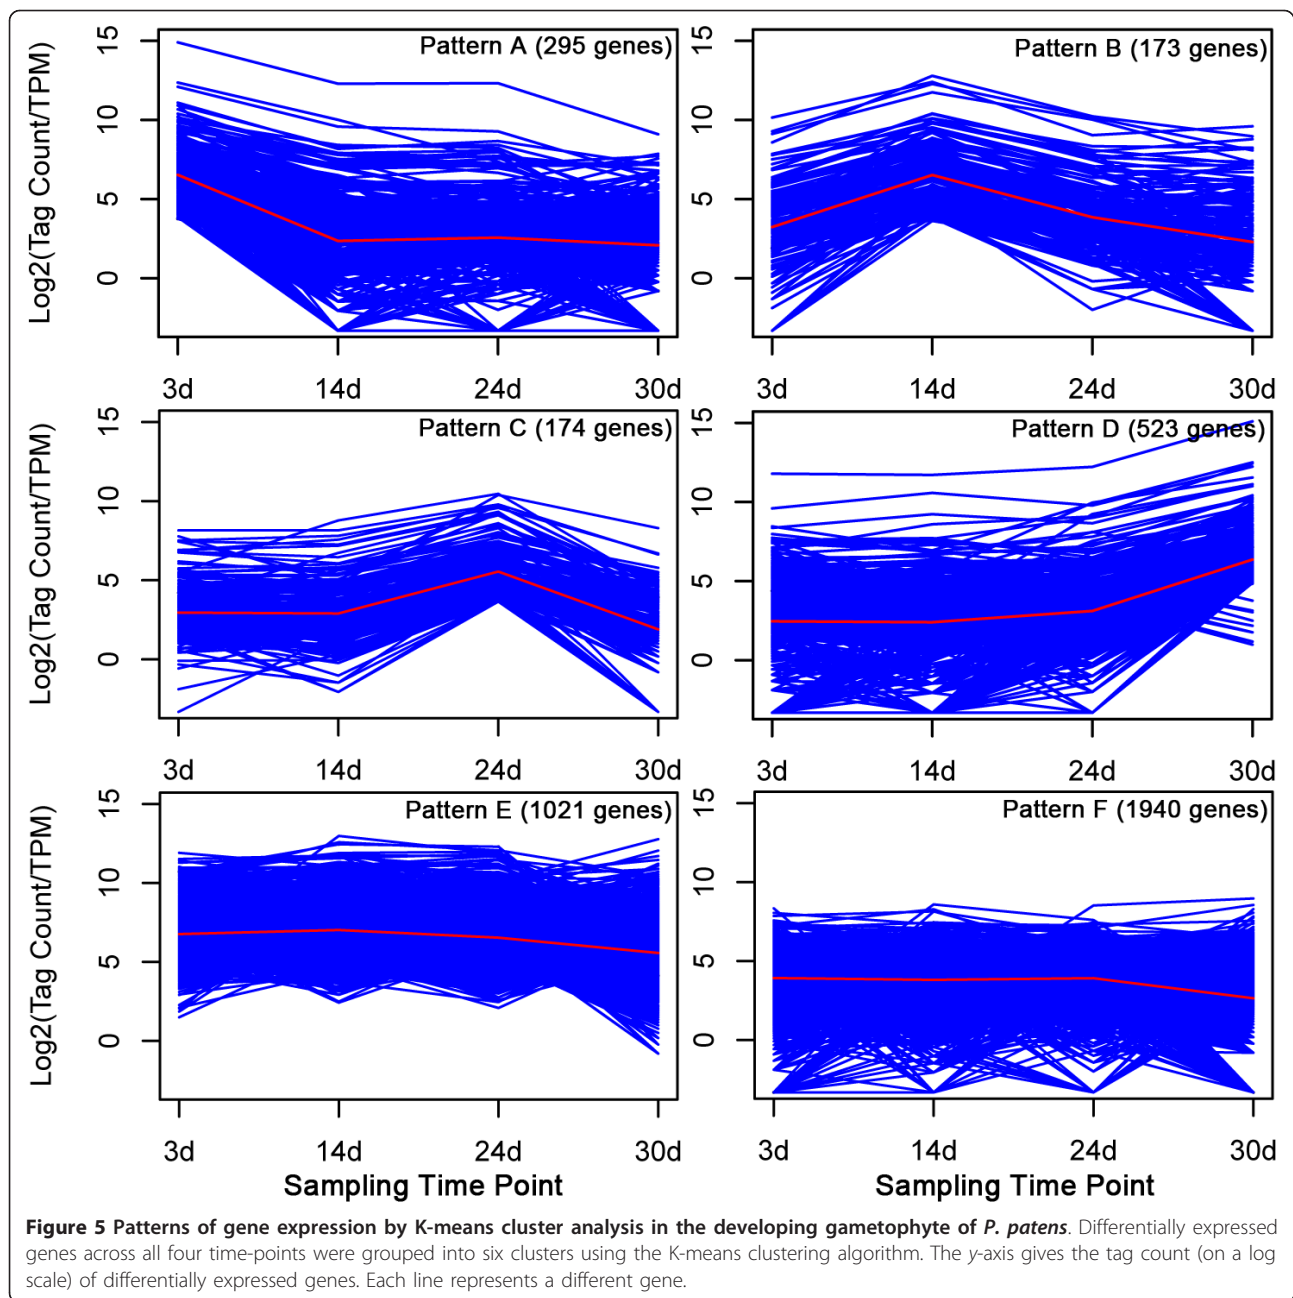 Pattern A (295 genes)
Log2(Tag Count/TPM)
15
10
5
0
3d 14d 24d 30d
Pattern B (173 genes)
15
10
5
0
3d 14d 24d 30d
Pattern C (174 genes)
Log2(Tag Count/TPM)
15
10
5
0
3d 14d 24d 30d
Pattern D (523 genes)
15
10
5
0
3d 14d 24d 30d
Pattern E (1021 genes)
Log2(Tag Count/TPM)
15
10
5
0
3d 14d 24d 30d
Sampling Time Point
Pattern F (1940 genes)
15
10
5
0
3d 14d 24d 30d
Sampling Time Point
Figure 5 Patterns of gene expression by K-means cluster analysis in the developing gametophyte of P. patens. Differentially expressed
genes across all four time-points were grouped into six clusters using the K-means clustering algorithm. The y-axis gives the tag count (on a log
scale) of differentially expressed genes. Each line represents a different gene.